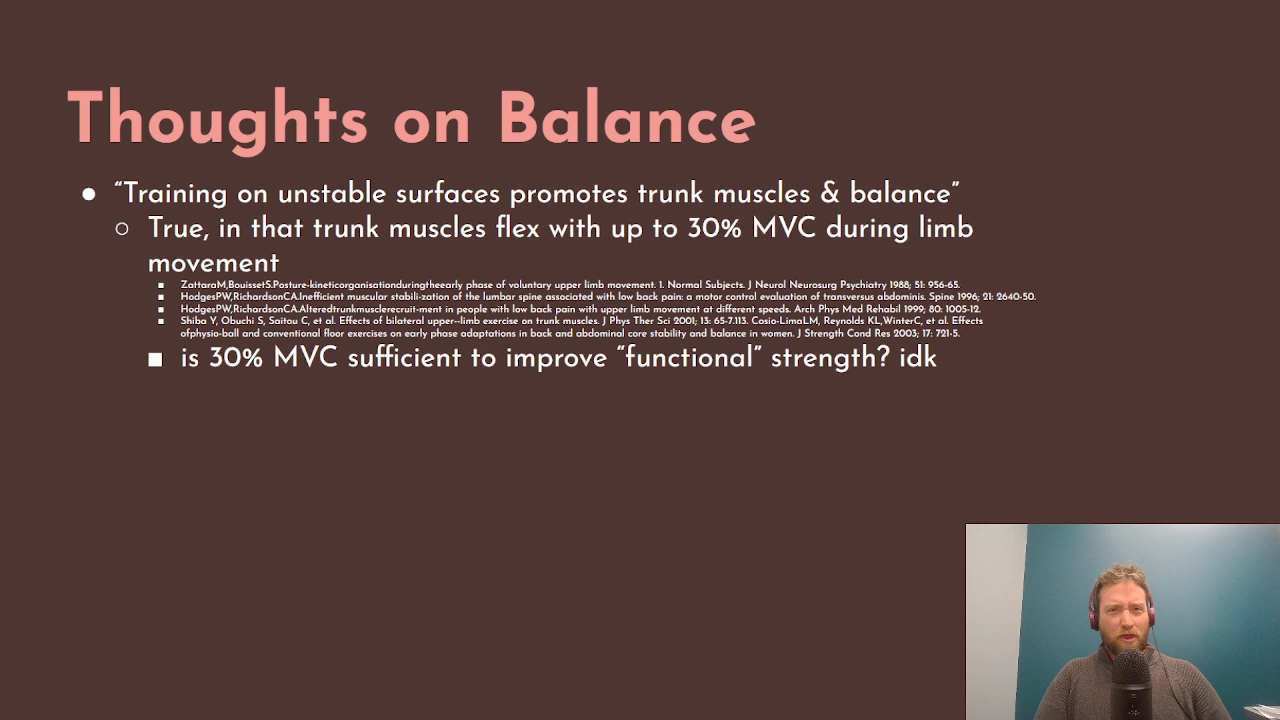 Thoughts on Balance
● “Training on unstable surfaces promotes trunk muscles & balance”
○ True, in that trunk muscles flex with up to 30% MVC during limb
movement
■ ZattaraM,BouissetS.Posture-kineticorganisationduringtheearly phase of voluntary upper limb movement. 1. Normal Subjects. J Neurol Neurosurg Psychiatry 1988; 51: 956-65.
■ HodgesPW,RichardsonCA.Inefficient muscular stabili-zation of the lumbar spine associated with low back pain: a motor control evaluation of transversus abdominis. Spine 1996; 21: 2640-50.
■ HodgesPW,RichardsonCA.Alteredtrunkmusclerecruit-ment in people with low back pain with upper limb movement at different speeds. Arch Phys Med Rehabil 1999; 80: 1005-12.
■ Shiba Y, Obuchi S, Saitou C, et al. Effects of bilateral upper--limb exercise on trunk muscles. J Phys Ther Sci 2001; 13: 65-7.113. Cosio-LimaLM, Reynolds KL,WinterC, et al. Effects
ofphysio-ball and conventional floor exercises on early phase adaptations in back and abdominal core stability and balance in women. J Strength Cond Res 2003; 17: 721-5.
■ is 30% MVC sufficient to improve “functional” strength? idk